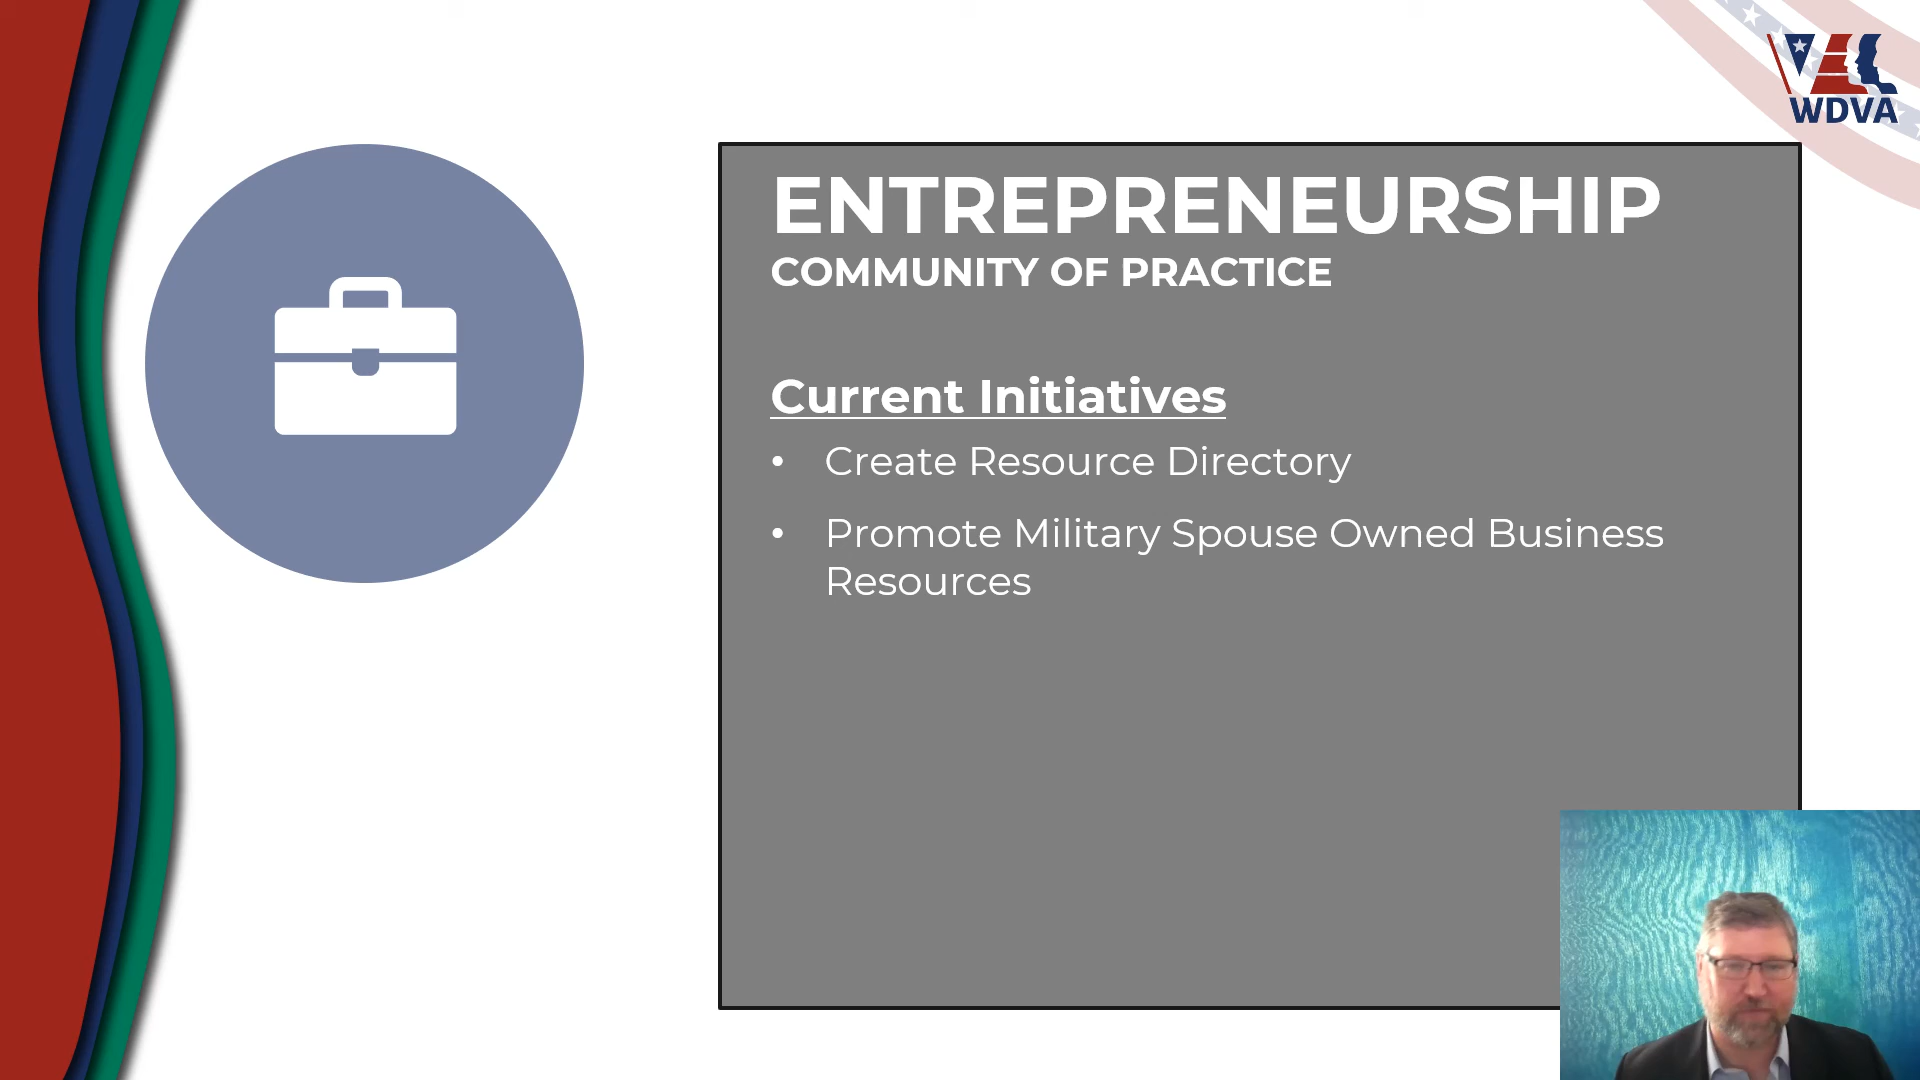 WDVA
ENTREPRENEURSHIP
COMMUNITY OF PRACTICE
Current Initiatives
• Create Resource Directory
• Promote Military Spouse Owned Business
Resources